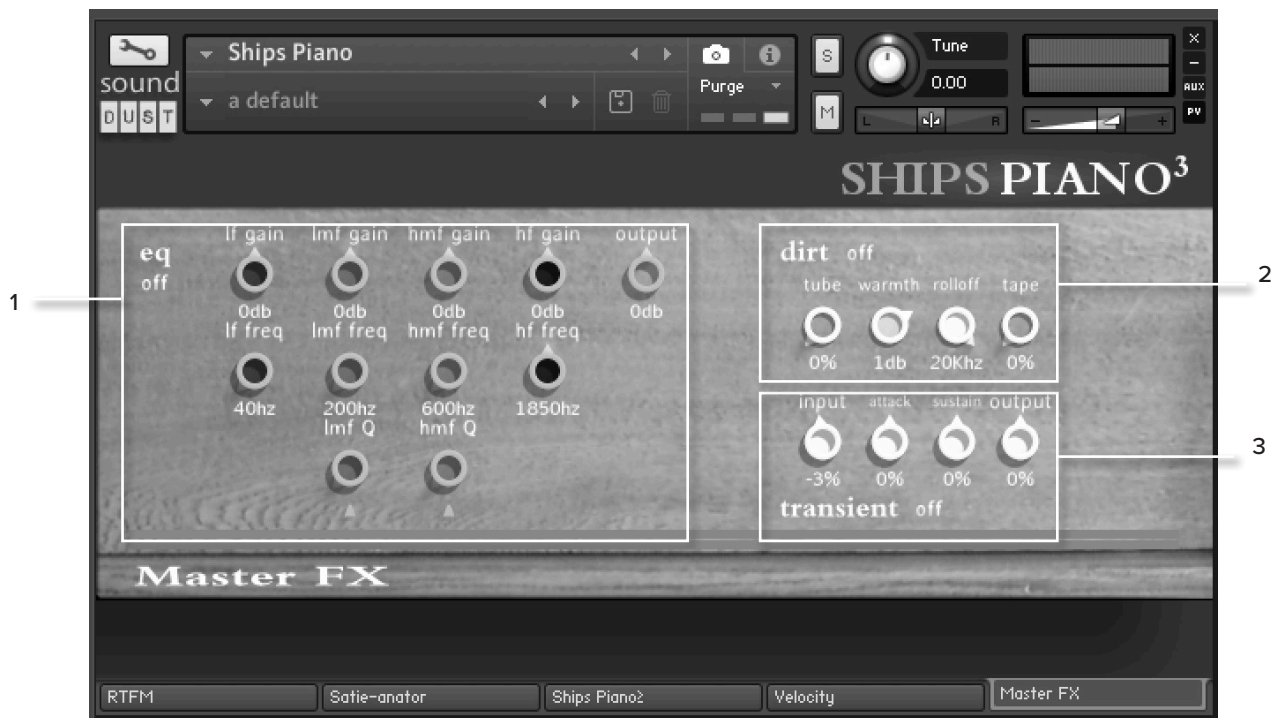 sound
DUST
Ships Piano
a default
Purge
S
M
Tune
0.00
L R
- +
×
-
AUX
PV
SHIPS PIANO³
1
eq
off
lf gain lmf gain hmf gain hf gain output
0db 0db 0db 0db 0db
lf freq lmf freq hmf freq hf freq
40hz 200hz 600hz 1850hz
lmf Q hmf Q
2
dirt off
tube warmth rolloff tape
0% 1db 20Khz 0%
3
input attack sustain output
-3% 0% 0% 0%
transient off
Master FX
RTFM
Satie-anator
Ships Piano2
Velocity
Master FX